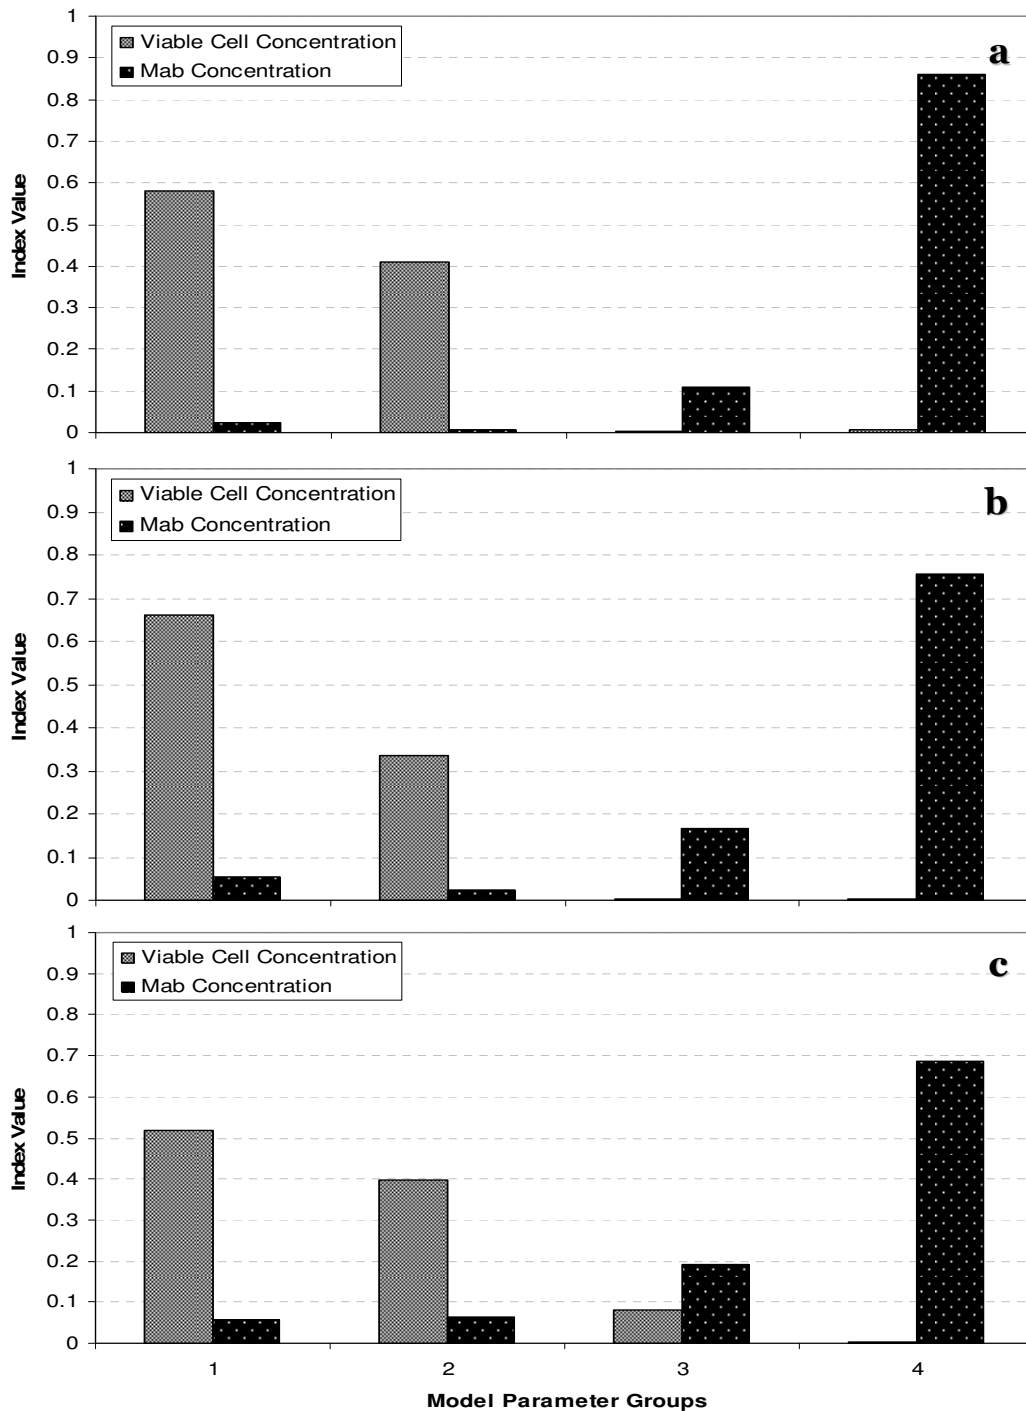 1
0.9
0.8
0.7
0.6
0.5
0.4
0.3
0.2
0.1
0
Index Value
Viable Cell Concentration
Mab Concentration
a
1
0.9
0.8
0.7
0.6
0.5
0.4
0.3
0.2
0.1
0
Index Value
Viable Cell Concentration
Mab Concentration
b
1
0.9
0.8
0.7
0.6
0.5
0.4
0.3
0.2
0.1
0
Index Value
Viable Cell Concentration
Mab Concentration
c
1 2 3 4
Model Parameter Groups